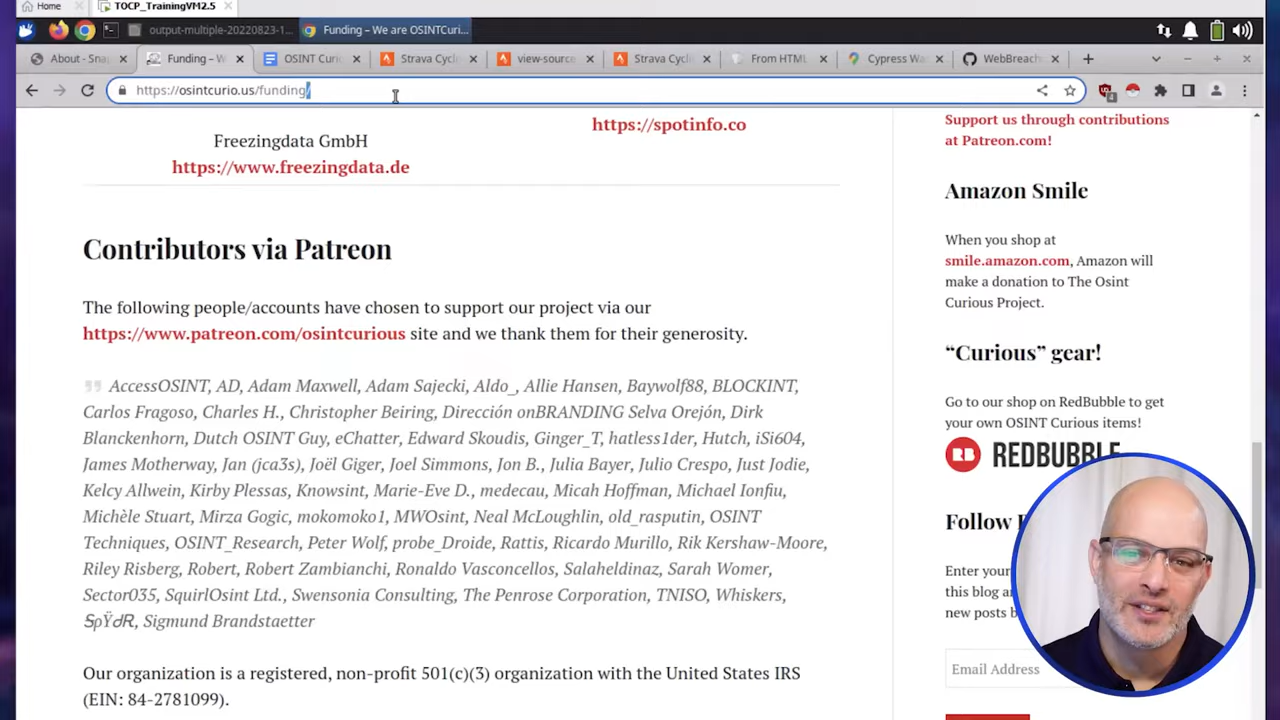 Home
TOCP_TrainingVM2.5
output-multiple-20220823-1...
Funding – We are OSINTCuri...
About - Sna
Funding – W
OSINT Curi
Strava Cycli
view-source
Strava Cycli
From HTML
Cypress Wa
WebBreach
https://osintcurio.us/funding/
4
Freezingdata GmbH
https://www.freezingdata.de
https://spotinfo.co
Contributors via Patreon
The following people/accounts have chosen to support our project via our
https://www.patreon.com/osintcurious site and we thank them for their generosity.
AccessOSINT, AD, Adam Maxwell, Adam Sajecki, Aldo_, Allie Hansen, Baywolf88, BLOCKINT,
Carlos Fragoso, Charles H., Christopher Beiring, Dirección onBRANDING Selva Orejón, Dirk
Blanckenhorn, Dutch OSINT Guy, eChatter, Edward Skoudis, Ginger_T, hatless1der, Hutch, iSi604,
James Motherway, Jan (jca3s), Joël Giger, Joel Simmons, Jon B., Julia Bayer, Julio Crespo, Just Jodie,
Kelcy Allwein, Kirby Plessas, Knowsint, Marie-Eve D., medecau, Micah Hoffman, Michael Ionfiu,
Michèle Stuart, Mirza Gogic, mokomoko1, MWOsint, Neal McLoughlin, old_rasputin, OSINT
Techniques, OSINT_Research, Peter Wolf, probe_Droide, Rattis, Ricardo Murillo, Rik Kershaw-Moore,
Riley Risberg, Robert, Robert Zambianchi, Ronaldo Vasconcellos, Salaheldinaz, Sarah Womer,
Sector035, SquirlOsint Ltd., Swensonia Consulting, The Penrose Corporation, TNISO, Whiskers,
Sigmund Brandstaetter
Our organization is a registered, non-profit 501(c)(3) organization with the United States IRS
(EIN: 84-2781099).
Support us through contributions
at Patreon.com!
Amazon Smile
When you shop at
smile.amazon.com, Amazon will
make a donation to The Osint
Curious Project.
“Curious” gear!
Go to our shop on RedBubble to get
your own OSINT Curious items!
RB REDBUBBLE
Follow
Enter your
this blog
new posts
Email Address